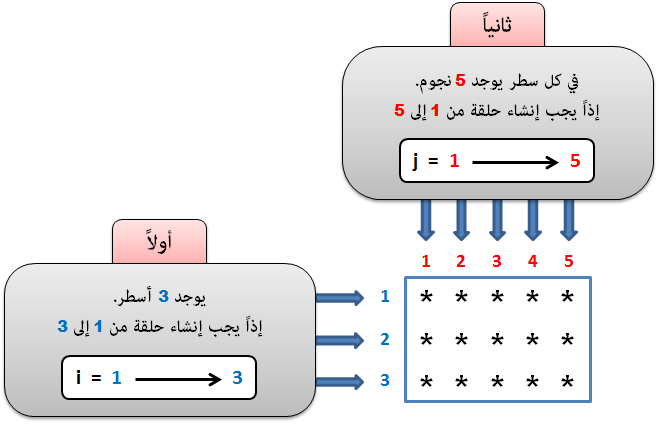 ثانياً
في كل سطر يوجد 5 نجوم.
إذاً يجب إنشاء حلقة من 1 إلى 5
j = 1 5
أولاً
يوجد 3 أسطر.
إذاً يجب إنشاء حلقة من 1 إلى 3
i = 1 3
1 2 3 4 5
1 * * * * *
2 * * * * *
3 * * * * *